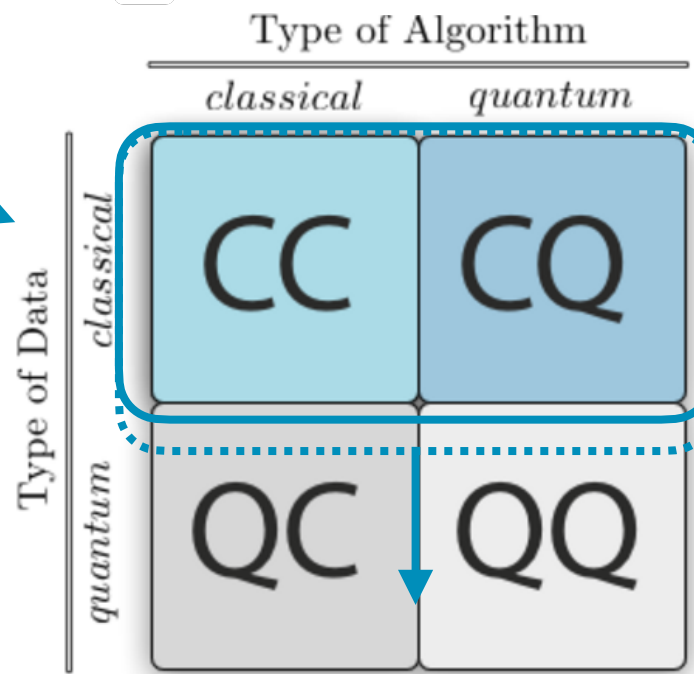 Type of Algorithm
classical quantum
Type of Data
classical
quantum
CC CQ
QC QQ